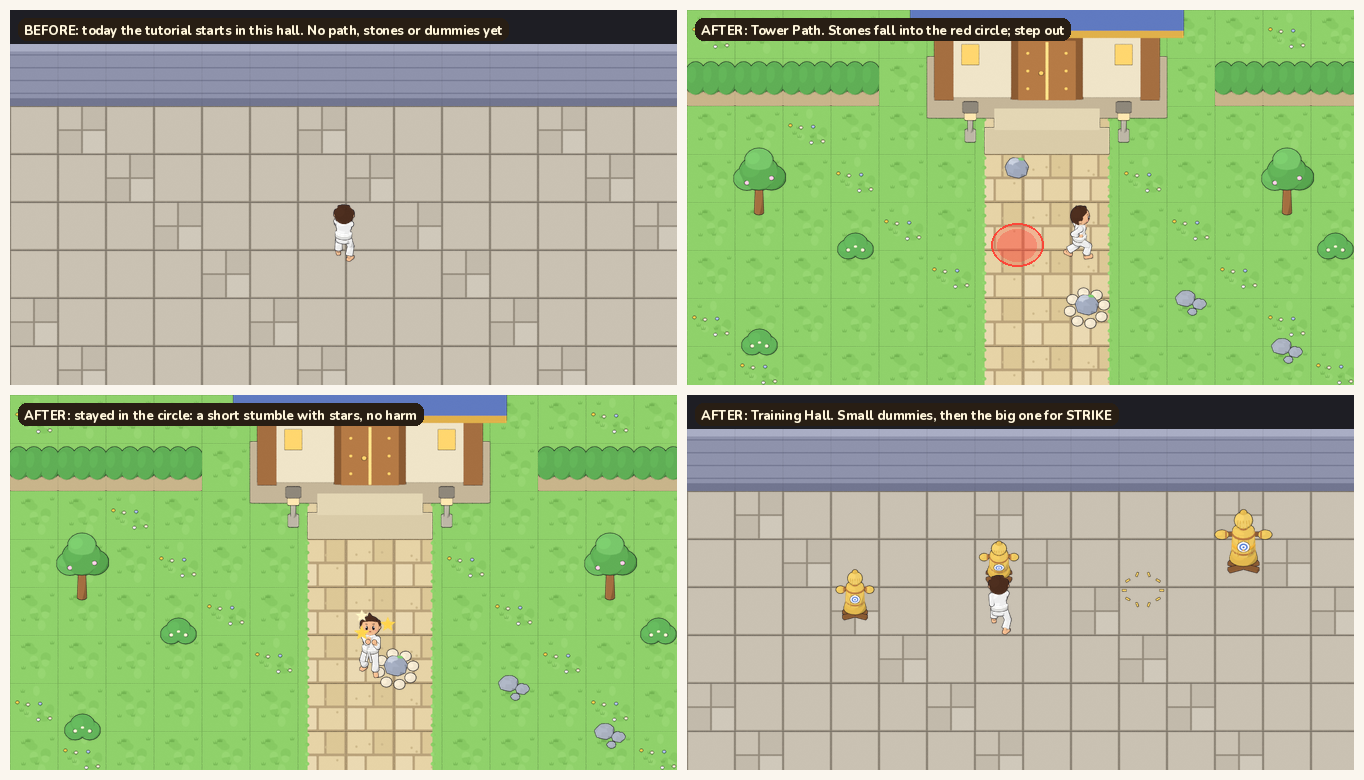 BEFORE: today the tutorial starts in this hall. No path, stones or dummies yet
AFTER: Tower Path. Stones fall into the red circle; step out
AFTER: stayed in the circle: a short stumble with stars, no harm
AFTER: Training Hall. Small dummies, then the big one for STRIKE